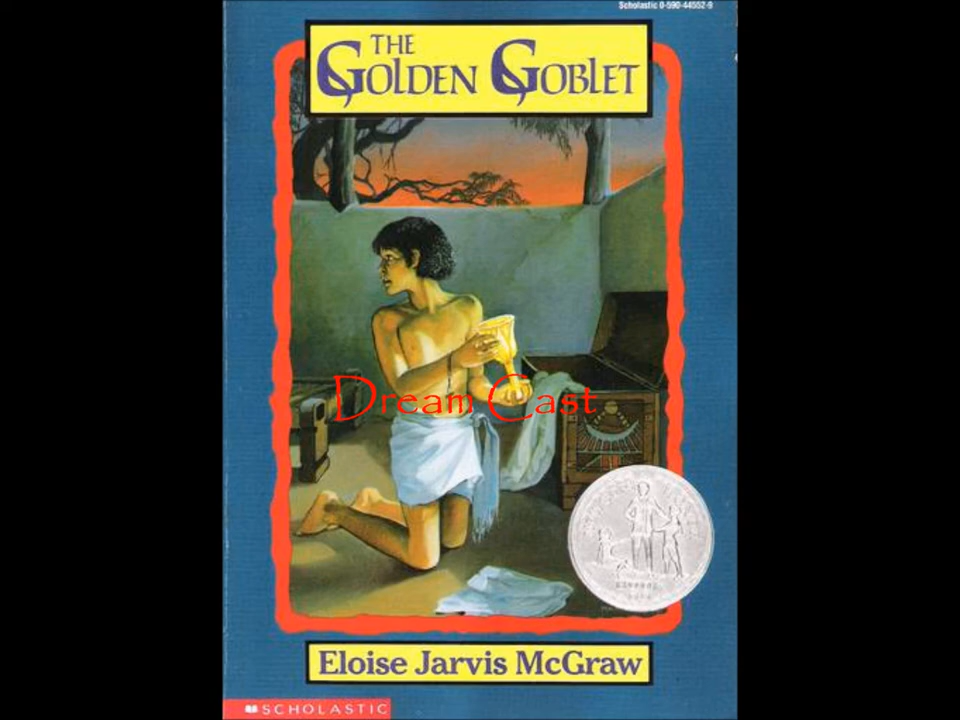 Scholastic 0-590-44552-9
THE
GOLDEN GOBLET
Dream Cast
Eloise Jarvis McGraw
SCHOLASTIC